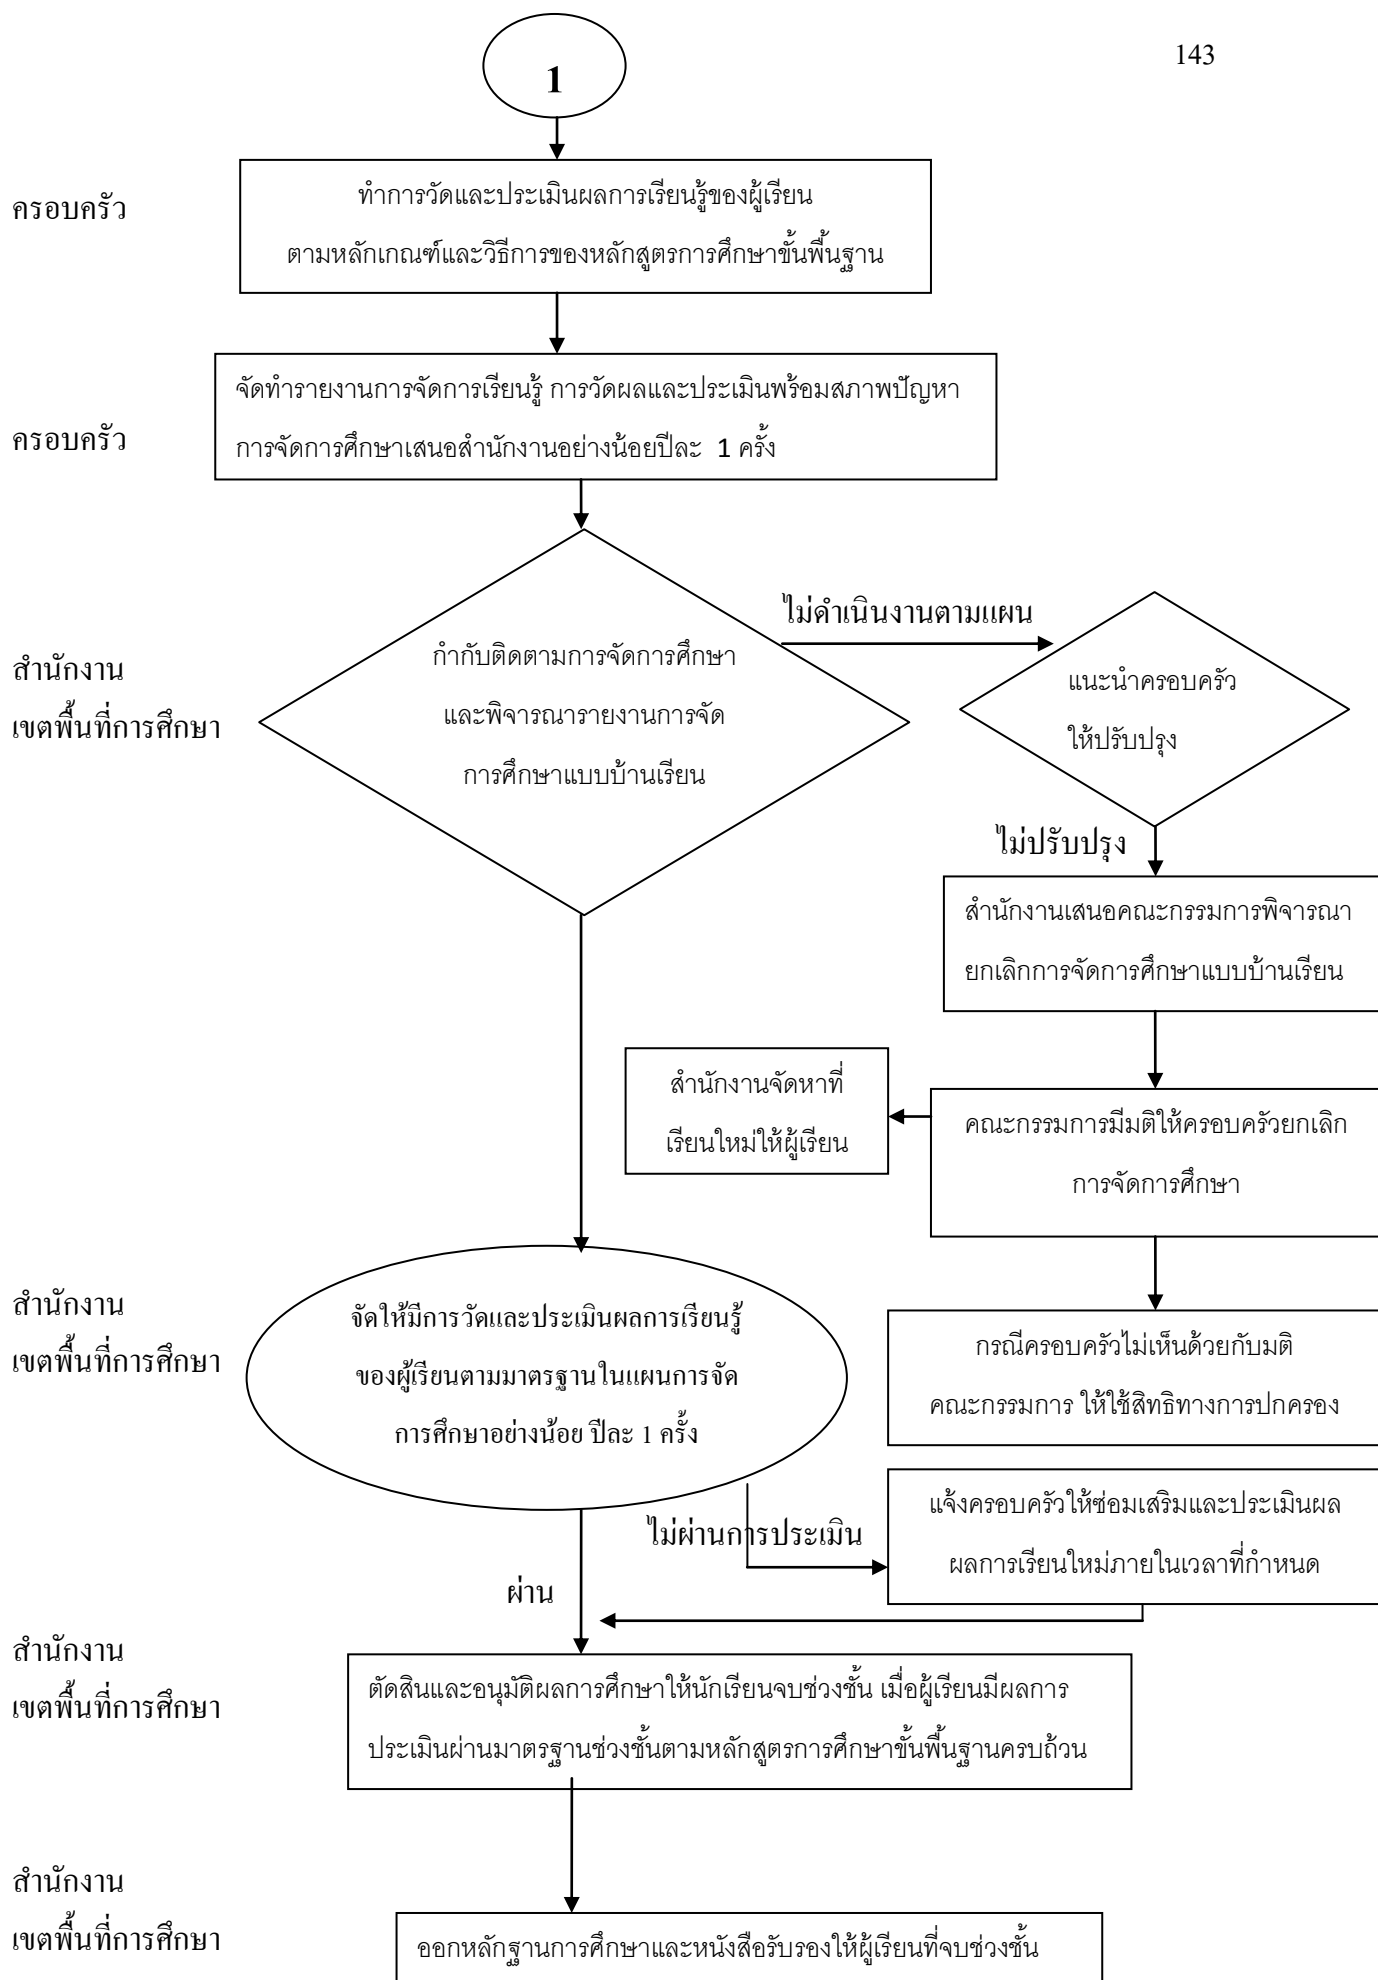 143
1
ครอบครัว
ทำการวัดและประเมินผลการเรียนรู้ของผู้เรียน
ตามหลักเกณฑ์และวิธีการของหลักสูตรการศึกษาขั้นพื้นฐาน
ครอบครัว
จัดทำรายงานการจัดการเรียนรู้ การวัดผลและประเมินพร้อมสภาพปัญหา
การจัดการศึกษาเสนอสำนักงานอย่างน้อยปีละ 1 ครั้ง
สำนักงาน
เขตพื้นที่การศึกษา
กำกับติดตามการจัดการศึกษา
และพิจารณารายงานการจัด
การศึกษาแบบบ้านเรียน
ไม่ดำเนินงานตามแผน
แนะนำครอบครัว
ให้ปรับปรุง
ไม่ปรับปรุง
สำนักงานเสนอคณะกรรมการพิจารณา
ยกเลิกการจัดการศึกษาแบบบ้านเรียน
สำนักงานจัดหาที่
เรียนใหม่ให้ผู้เรียน
คณะกรรมการมีมติให้ครอบครัวยกเลิก
การจัดการศึกษา
สำนักงาน
เขตพื้นที่การศึกษา
จัดให้มีการวัดและประเมินผลการเรียนรู้
ของผู้เรียนตามมาตรฐานในแผนการจัด
การศึกษาอย่างน้อย ปีละ 1 ครั้ง
กรณีครอบครัวไม่เห็นด้วยกับมติ
คณะกรรมการ ให้ใช้สิทธิทางการปกครอง
ไม่ผ่านการประเมิน
แจ้งครอบครัวให้ซ่อมเสริมและประเมินผล
ผลการเรียนใหม่ภายในเวลาที่กำหนด
ผ่าน
สำนักงาน
เขตพื้นที่การศึกษา
ตัดสินและอนุมัติผลการศึกษาให้นักเรียนจบช่วงชั้น เมื่อผู้เรียนมีผลการ
ประเมินผ่านมาตรฐานช่วงชั้นตามหลักสูตรการศึกษาขั้นพื้นฐานครบถ้วน
สำนักงาน
เขตพื้นที่การศึกษา
ออกหลักฐานการศึกษาและหนังสือรับรองให้ผู้เรียนที่จบช่วงชั้น